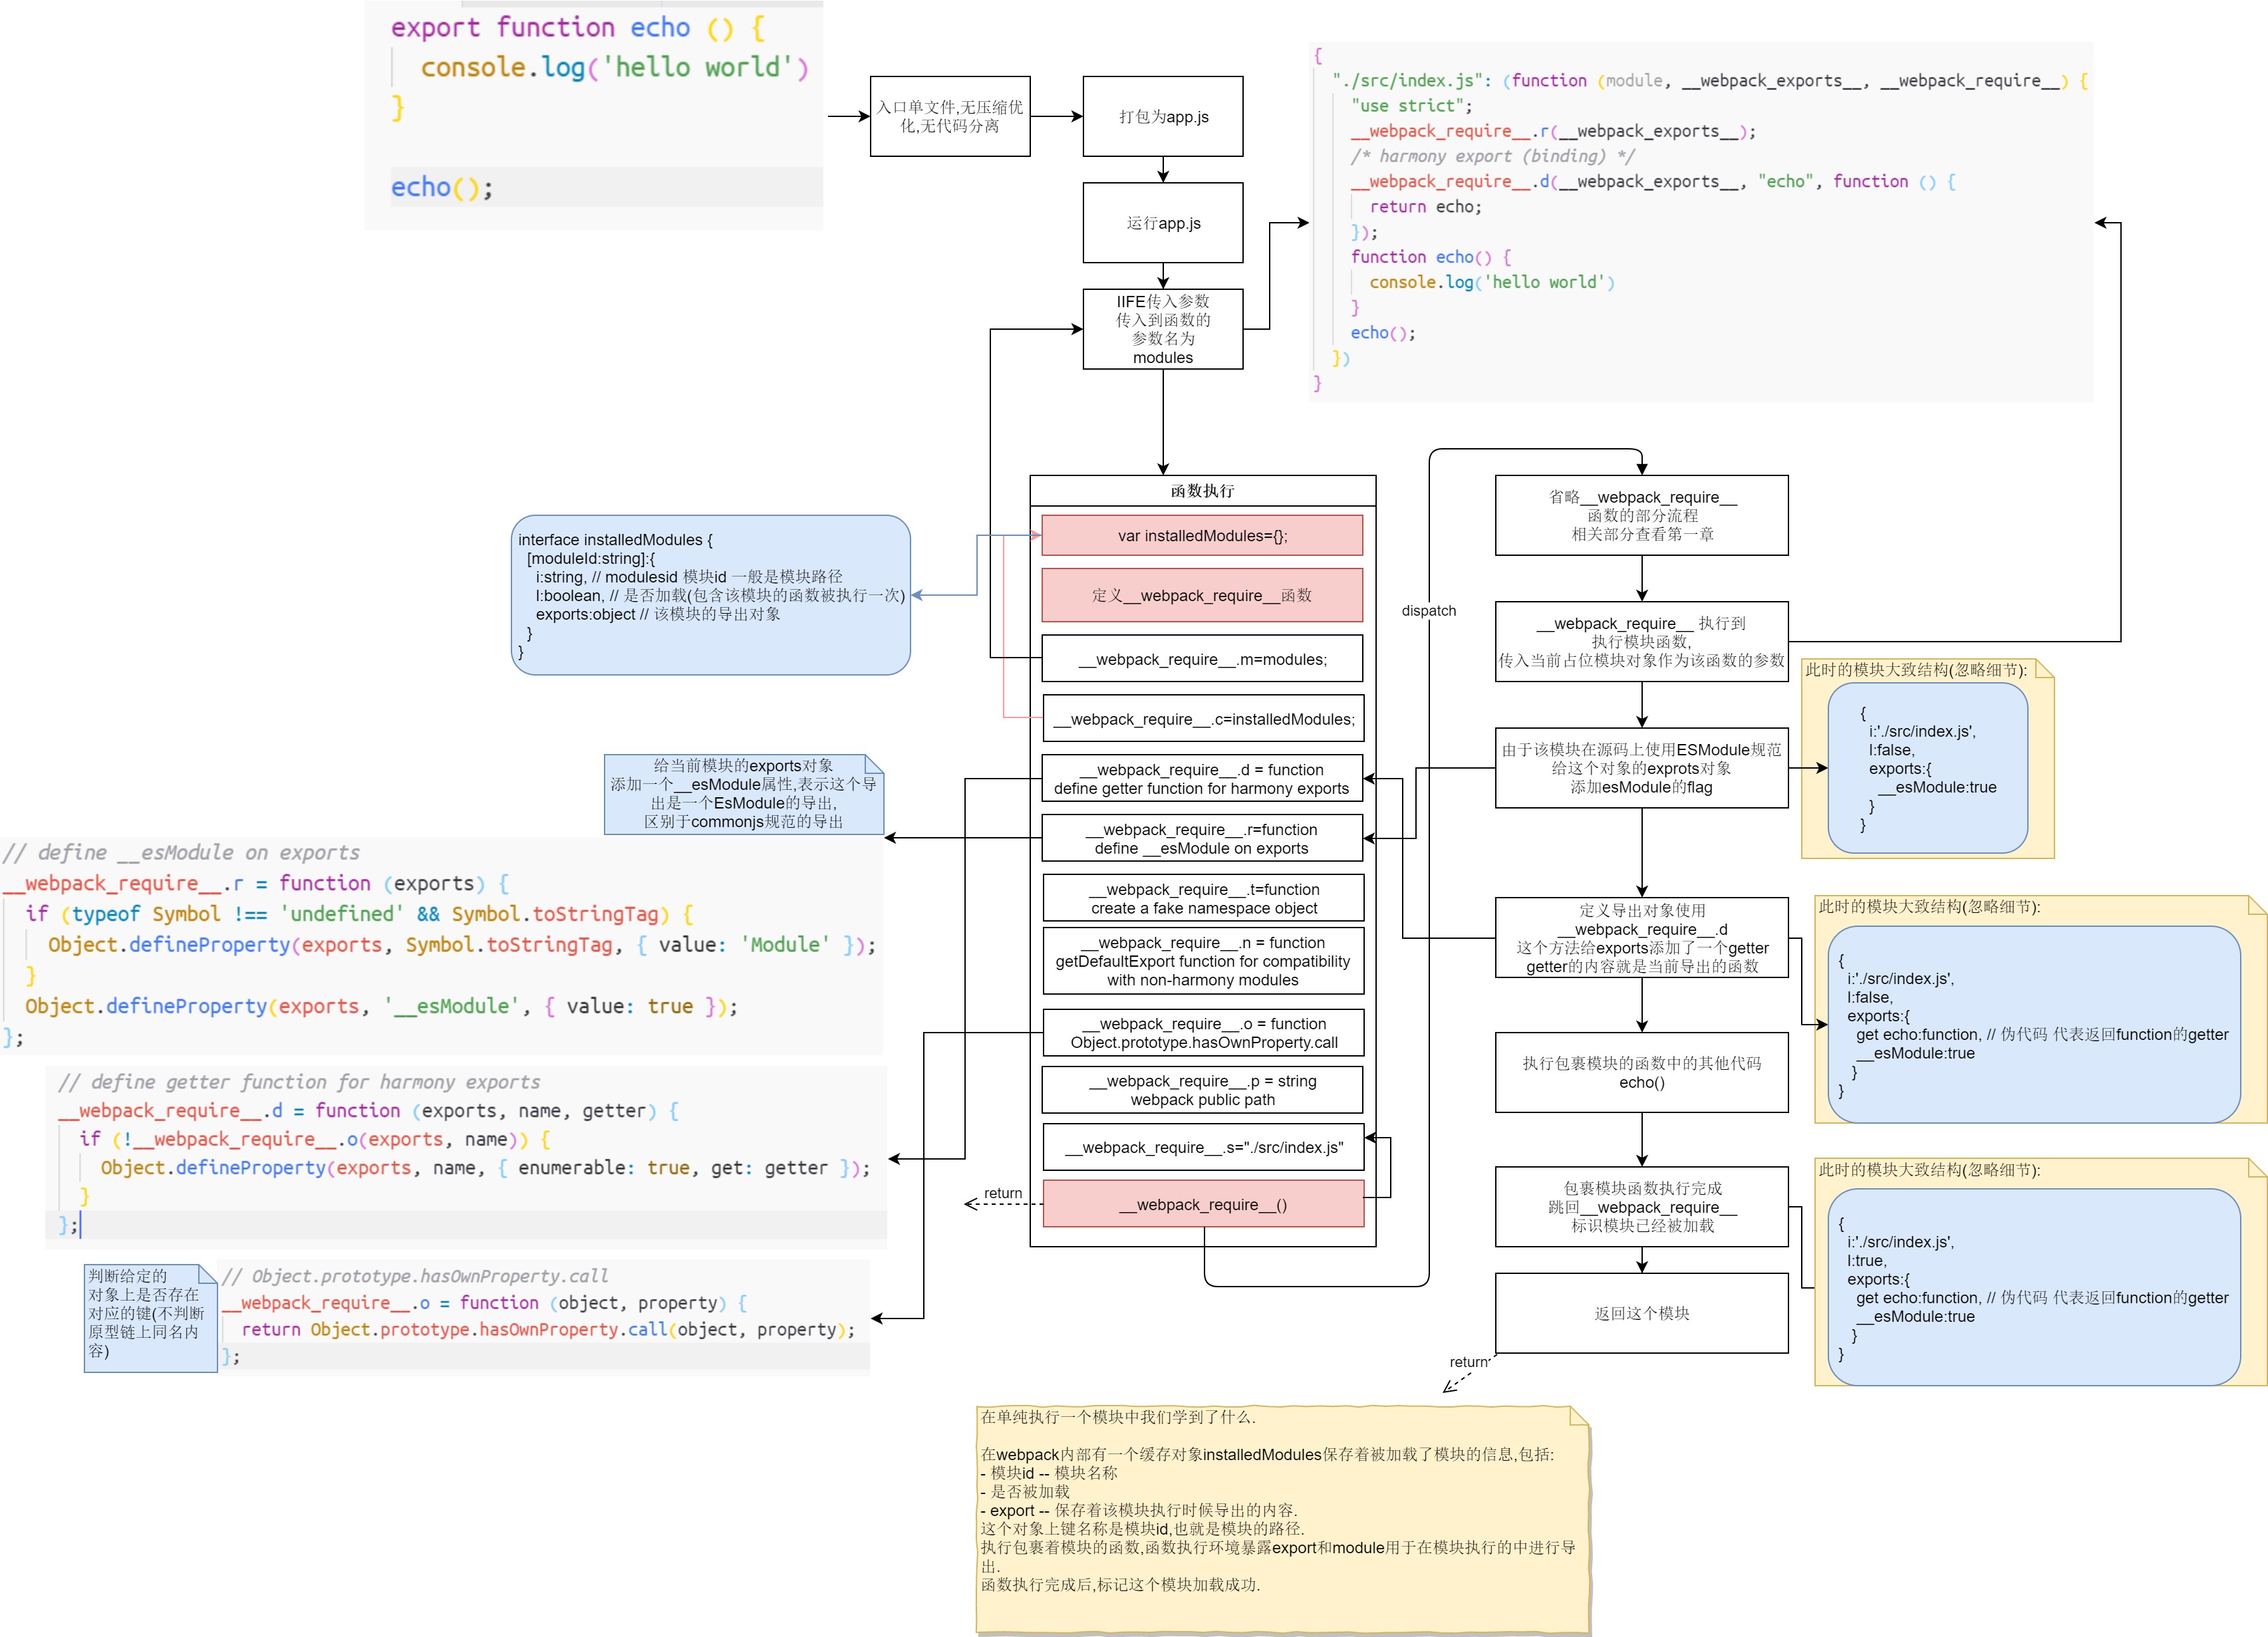 export function echo () {
console.log('hello world')
}
echo();
入口单文件,无压缩优
化,无代码分离
打包为app.js
运行app.js
IIFE传入参数
传入到函数的
参数名为
modules
{
"./src/index.js": (function (module, __webpack_exports__, __webpack_require__) {
"use strict";
__webpack_require__.r(__webpack_exports__);
/* harmony export (binding) */
__webpack_require__.d(__webpack_exports__, "echo", function () {
return echo;
});
function echo() {
console.log('hello world')
}
echo();
})
}
函数执行
var installedModules={};
定义__webpack_require__函数
__webpack_require__.m=modules;
__webpack_require__.c=installedModules;
__webpack_require__.d = function
define getter function for harmony exports
__webpack_require__.r=function
define __esModule on exports
__webpack_require__.t=function
create a fake namespace object
__webpack_require__.n = function
getDefaultExport function for compatibility
with non-harmony modules
__webpack_require__.o = function
Object.prototype.hasOwnProperty.call
__webpack_require__.p = string
webpack public path
__webpack_require__.s="./src/index.js"
__webpack_require__()
return
dispatch
interface installedModules {
[moduleId:string]:{
i:string, // modulesid 模块id 一般是模块路径
l:boolean, // 是否加载(包含该模块的函数被执行一次)
exports:object // 该模块的导出对象
}
}
给当前模块的exports对象
添加一个__esModule属性,表示这个导
出是一个EsModule的导出,
区别于commonjs规范的导出
// define __esModule on exports
__webpack_require__.r = function (exports) {
if (typeof Symbol !== 'undefined' && Symbol.toStringTag) {
Object.defineProperty(exports, Symbol.toStringTag, { value: 'Module' });
}
Object.defineProperty(exports, '__esModule', { value: true });
};
// define getter function for harmony exports
__webpack_require__.d = function (exports, name, getter) {
if (!__webpack_require__.o(exports, name)) {
Object.defineProperty(exports, name, { enumerable: true, get: getter });
}
};
判断给定的
对象上是否存在
对应的键(不判断
原型链上同名内
容)
// Object.prototype.hasOwnProperty.call
__webpack_require__.o = function (object, property) {
return Object.prototype.hasOwnProperty.call(object, property);
};
省略__webpack_require__
函数的部分流程
相关部分查看第一章
__webpack_require__ 执行到
执行模块函数,
传入当前占位模块对象作为该函数的参数
由于该模块在源码上使用ESModule规范
给这个对象的exprots对象
添加esModule的flag
定义导出对象使用
__webpack_require__.d
这个方法给exports添加了一个getter
getter的内容就是当前导出的函数
执行包裹模块的函数中的其他代码
echo()
包裹模块函数执行完成
跳回__webpack_require__
标识模块已经被加载
返回这个模块
return
此时的模块大致结构(忽略细节):
{
i:'./src/index.js',
l:false,
exports:{
__esModule:true
}
}
此时的模块大致结构(忽略细节):
{
i:'./src/index.js',
l:false,
exports:{
get echo:function, // 伪代码 代表返回function的getter
__esModule:true
}
}
此时的模块大致结构(忽略细节):
{
i:'./src/index.js',
l:true,
exports:{
get echo:function, // 伪代码 代表返回function的getter
__esModule:true
}
}
在单纯执行一个模块中我们学到了什么.
在webpack内部有一个缓存对象installedModules保存着被加载了模块的信息,包括:
- 模块id -- 模块名称
- 是否被加载
- export -- 保存着该模块执行时候导出的内容.
这个对象上键名称是模块id,也就是模块的路径.
执行包裹着模块的函数,函数执行环境暴露export和module用于在模块执行的中进行导
出.
函数执行完成后,标记这个模块加载成功.